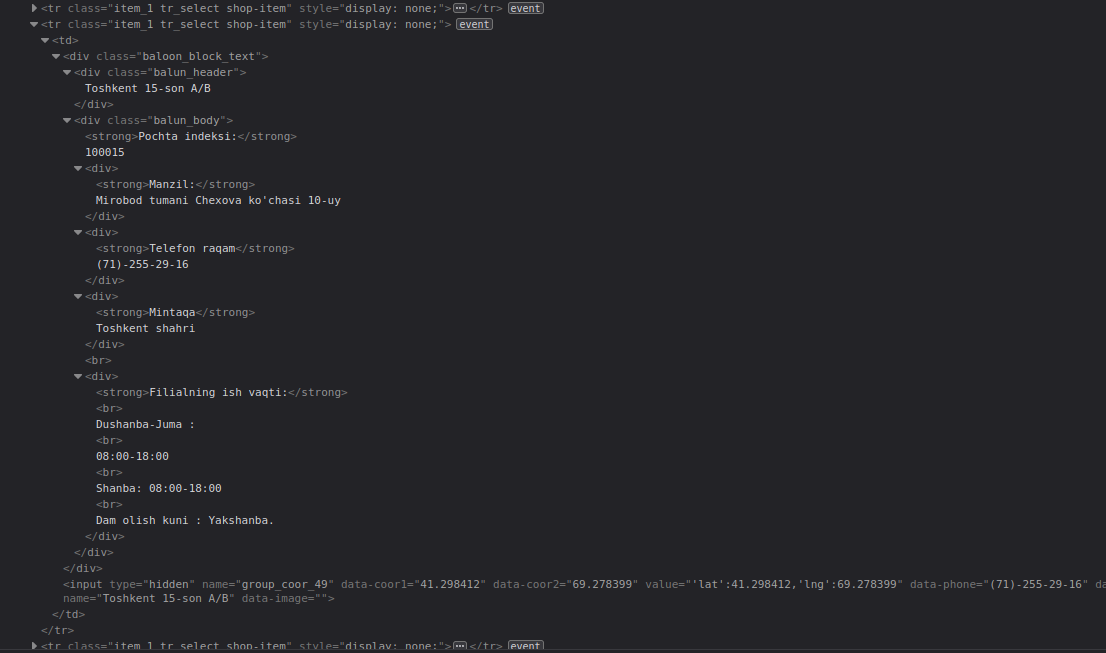 <tr class="item_1 tr_select shop-item" style="display: none;">⋯</tr> event
<tr class="item_1 tr_select shop-item" style="display: none;"> event
<td>
<div class="baloon_block_text">
<div class="balun_header">
Toshkent 15-son A/B
</div>
<div class="balun_body">
<strong>Pochta indeksi:</strong>
100015
<div>
<strong>Manzil:</strong>
Mirobod tumani Chexova ko'chasi 10-uy
</div>
<div>
<strong>Telefon raqam</strong>
(71)-255-29-16
</div>
<div>
<strong>Mintaqa</strong>
Toshkent shahri
</div>
<br>
<div>
<strong>Filialning ish vaqti:</strong>
<br>
Dushanba-Juma :
<br>
08:00-18:00
<br>
Shanba: 08:00-18:00
<br>
Dam olish kuni : Yakshanba.
</div>
</div>
</div>
<input type="hidden" name="group_coor_49" data-coor1="41.298412" data-coor2="69.278399" value="'lat':41.298412,'lng':69.278399" data-phone="(71)-255-29-16" da
name="Toshkent 15-son A/B" data-image="">
</td>
</tr>
<tr class="item_1 tr_select shop-item" style="display: none;">⋯</tr> event